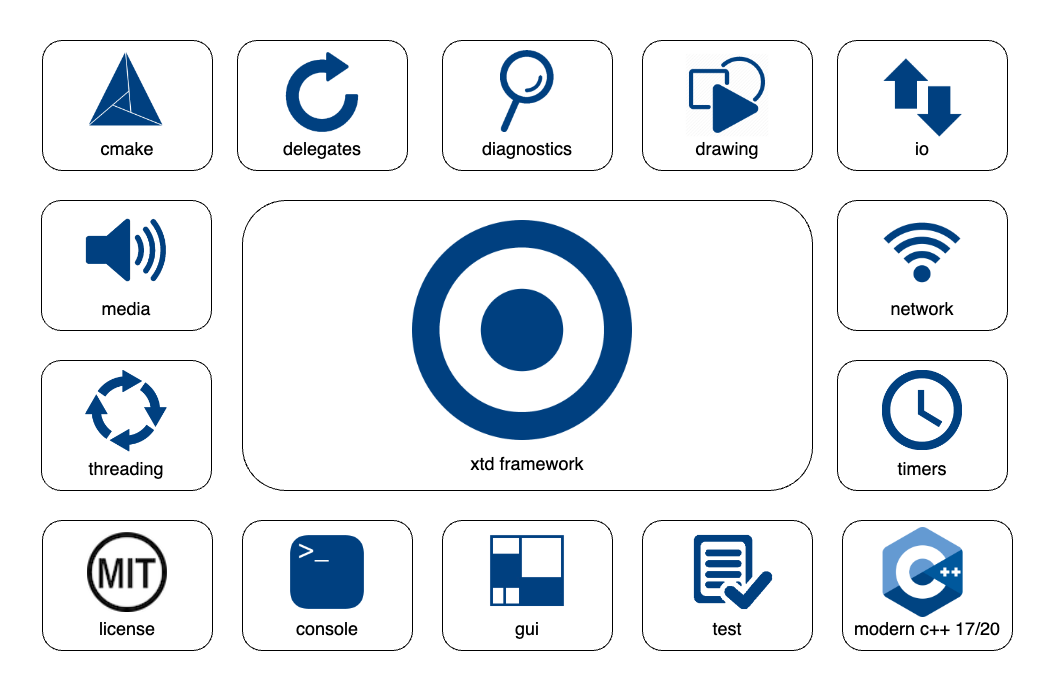 cmake
delegates
diagnostics
drawing
io
media
xtd framework
network
threading
timers
MIT
license
>_
console
gui
test
C++
modern c++ 17/20